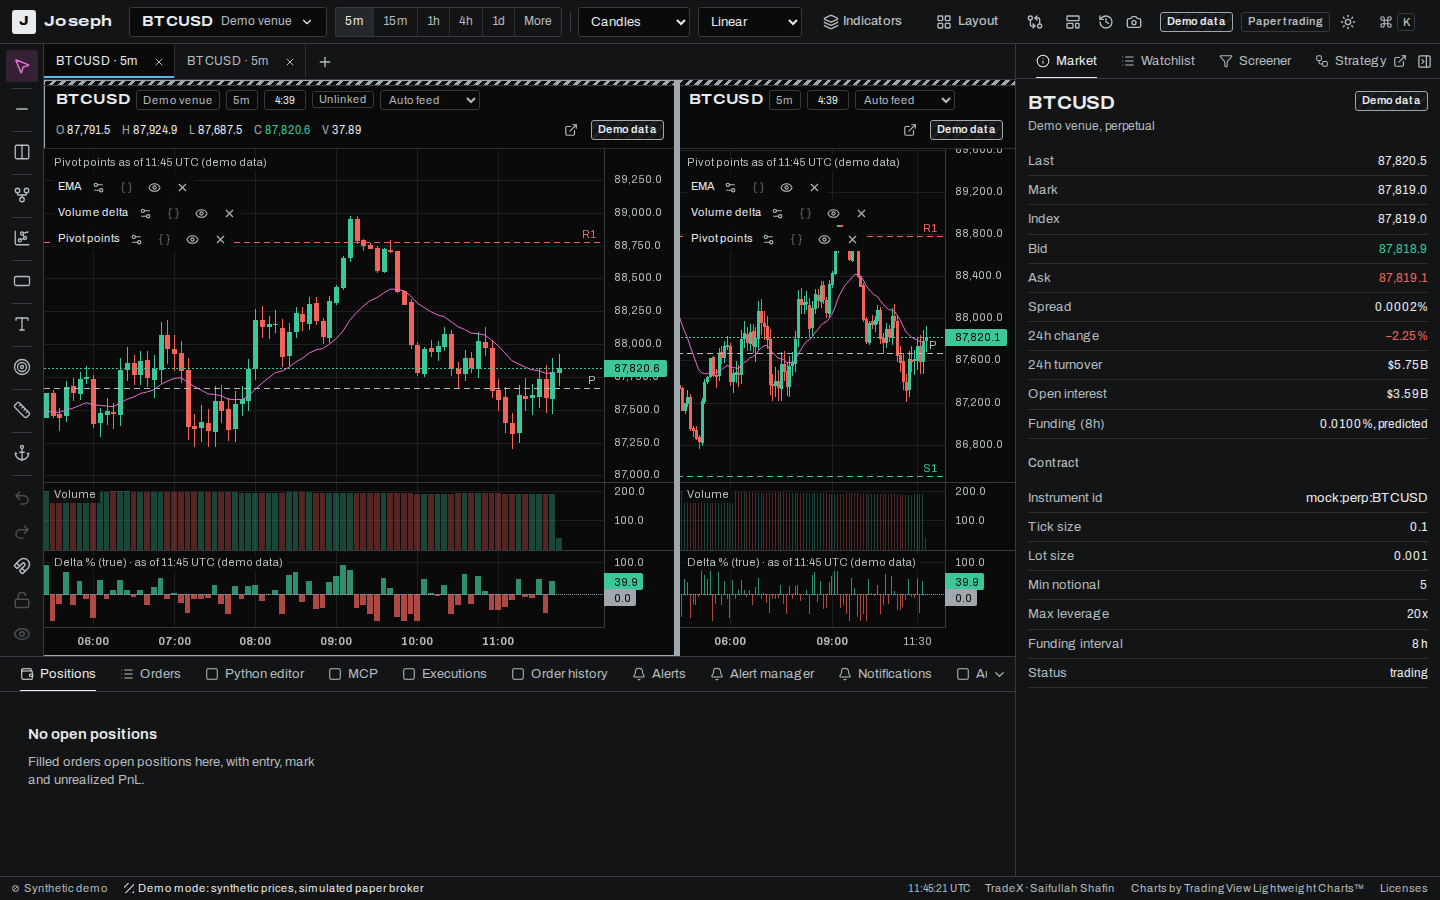 J Joseph BTCUSD Demo venue 5m 15m 1h 4h 1d More Candles Linear Indicators Layout Demo data Paper trading ⌘ K
BTCUSD · 5m × BTCUSD · 5m × +
Market Watchlist Screener Strategy
BTCUSD Demo venue 5m 4:39 Unlinked Auto feed
O 87,791.5 H 87,924.9 L 87,687.5 C 87,820.6 V 37.89 Demo data
Pivot points as of 11:45 UTC (demo data)
EMA
Volume delta
Pivot points
R1
P
89,250.0
89,000.0
88,750.0
88,500.0
88,250.0
88,000.0
87,820.6
87,500.0
87,250.0
87,000.0
Volume
200.0
100.0
Delta % (true) · as of 11:45 UTC (demo data)
100.0
39.9
0.0
06:00 07:00 08:00 09:00 10:00 11:00
BTCUSD 5m 4:39 Auto feed
Demo data
Pivot points as of 11:45 UTC (demo data)
EMA
Volume delta
Pivot points
R1
P
S1
89,600.0
89,200.0
88,800.0
88,400.0
88,000.0
87,820.1
87,600.0
87,200.0
86,800.0
Volume
200.0
100.0
Delta % (true) · as of 11:45 UTC (demo data)
100.0
39.9
0.0
06:00 09:00 11:30
BTCUSD Demo data
Demo venue, perpetual
Last 87,820.5
Mark 87,819.0
Index 87,819.0
Bid 87,818.9
Ask 87,819.1
Spread 0.0002%
24h change −2.25%
24h turnover $5.75B
Open interest $3.59B
Funding (8h) 0.0100%, predicted
Contract
Instrument id mock:perp:BTCUSD
Tick size 0.1
Lot size 0.001
Min notional 5
Max leverage 20x
Funding interval 8h
Status trading
Positions Orders Python editor MCP Executions Order history Alerts Alert manager Notifications
No open positions
Filled orders open positions here, with entry, mark
and unrealized PnL.
Synthetic demo Demo mode: synthetic prices, simulated paper broker 11:45:21 UTC TradeX · Saifullah Shafin Charts by TradingView Lightweight Charts™ Licenses